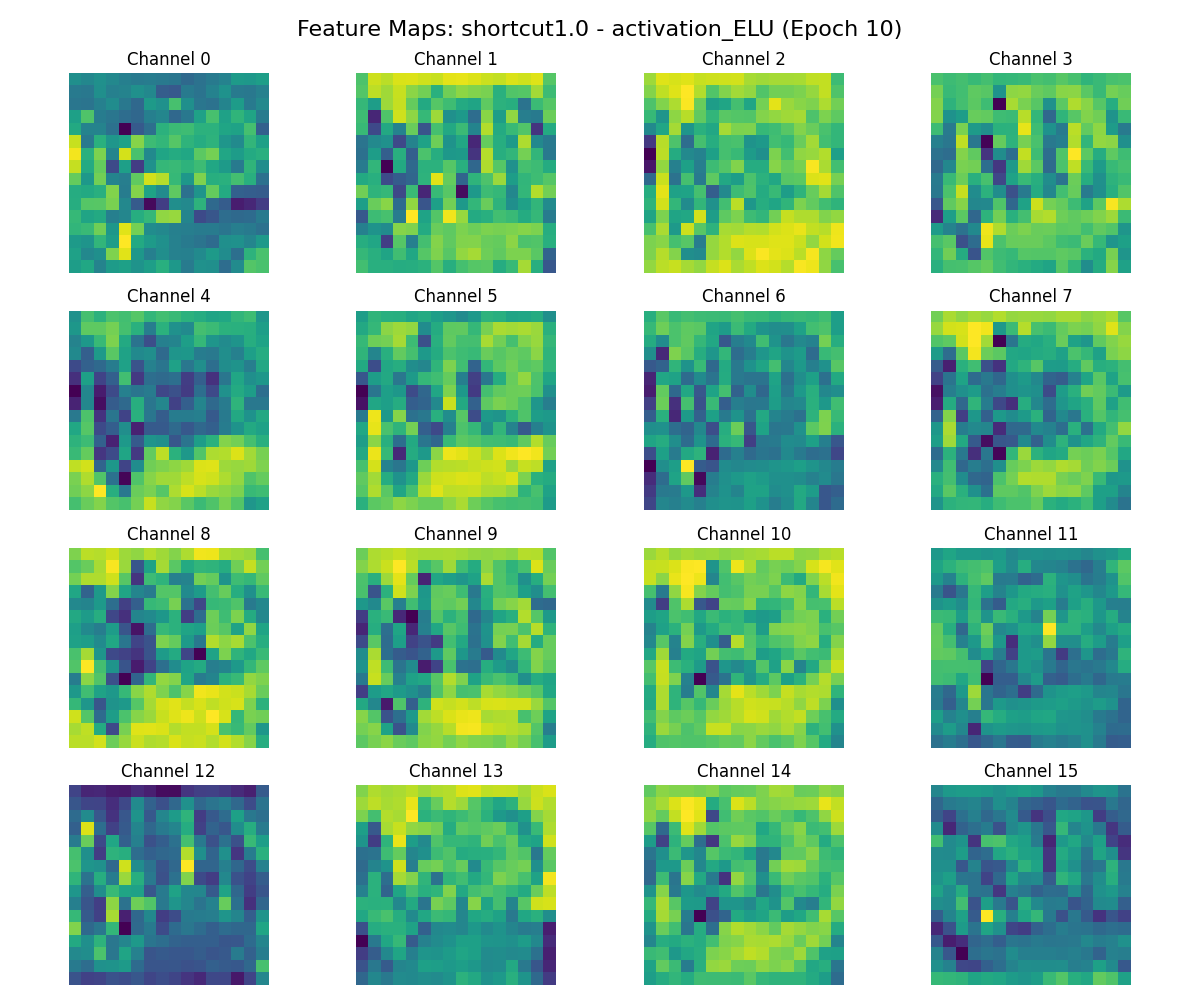 Feature Maps: shortcut1.0 - activation_ELU (Epoch 10)
Channel 0 Channel 1 Channel 2 Channel 3
Channel 4 Channel 5 Channel 6 Channel 7
Channel 8 Channel 9 Channel 10 Channel 11
Channel 12 Channel 13 Channel 14 Channel 15